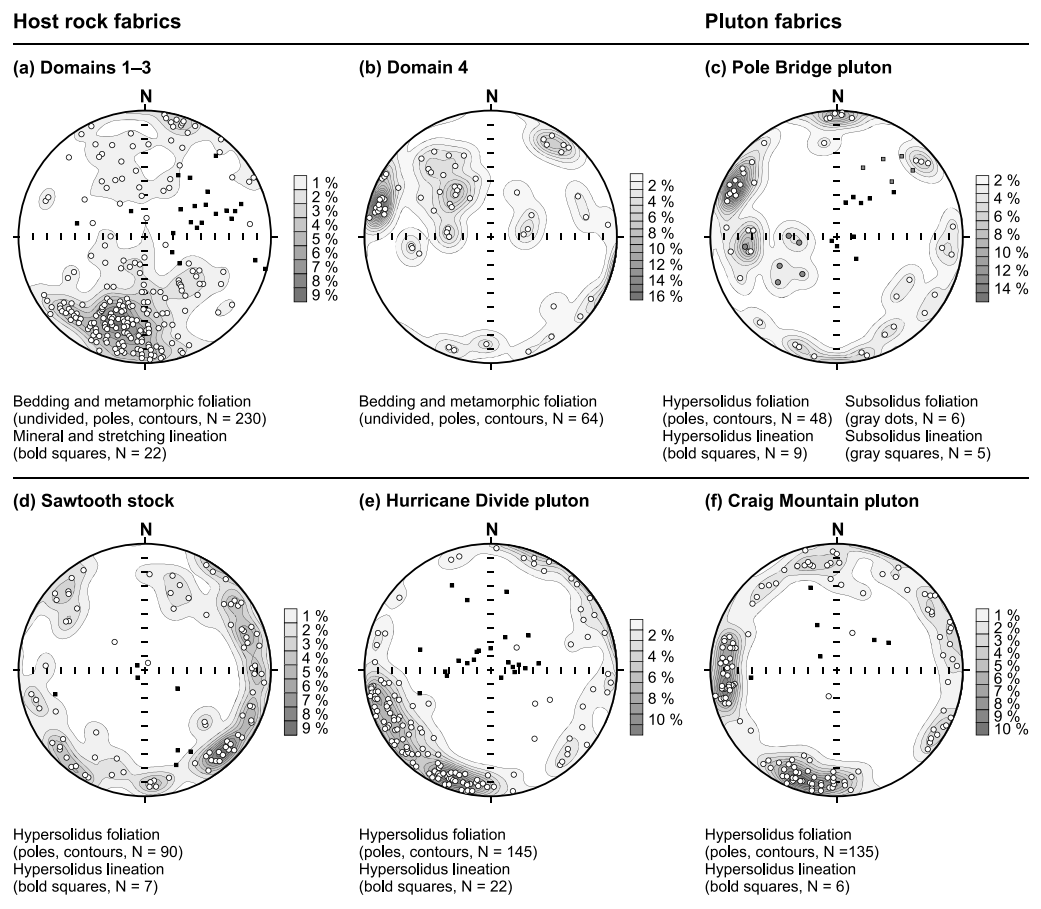 Host rock fabrics
Pluton fabrics
(a) Domains 1–3
(b) Domain 4
(c) Pole Bridge pluton
N
N
N
1 %
2 %
3 %
4 %
5 %
6 %
7 %
8 %
9 %
2 %
4 %
6 %
8 %
10 %
12 %
14 %
16 %
2 %
4 %
6 %
8 %
10 %
12 %
14 %
Bedding and metamorphic foliation
(undivided, poles, contours, N = 230)
Mineral and stretching lineation
(bold squares, N = 22)
Bedding and metamorphic foliation
(undivided, poles, contours, N = 64)
Hypersolidus foliation
(poles, contours, N = 48)
Hypersolidus lineation
(bold squares, N = 9)
Subsolidus foliation
(gray dots, N = 6)
Subsolidus lineation
(gray squares, N = 5)
(d) Sawtooth stock
(e) Hurricane Divide pluton
(f) Craig Mountain pluton
N
N
N
1 %
2 %
3 %
4 %
5 %
6 %
7 %
8 %
9 %
2 %
4 %
6 %
8 %
10 %
1 %
2 %
3 %
4 %
5 %
6 %
7 %
8 %
9 %
10 %
Hypersolidus foliation
(poles, contours, N = 90)
Hypersolidus lineation
(bold squares, N = 7)
Hypersolidus foliation
(poles, contours, N = 145)
Hypersolidus lineation
(bold squares, N = 22)
Hypersolidus foliation
(poles, contours, N =135)
Hypersolidus lineation
(bold squares, N = 6)